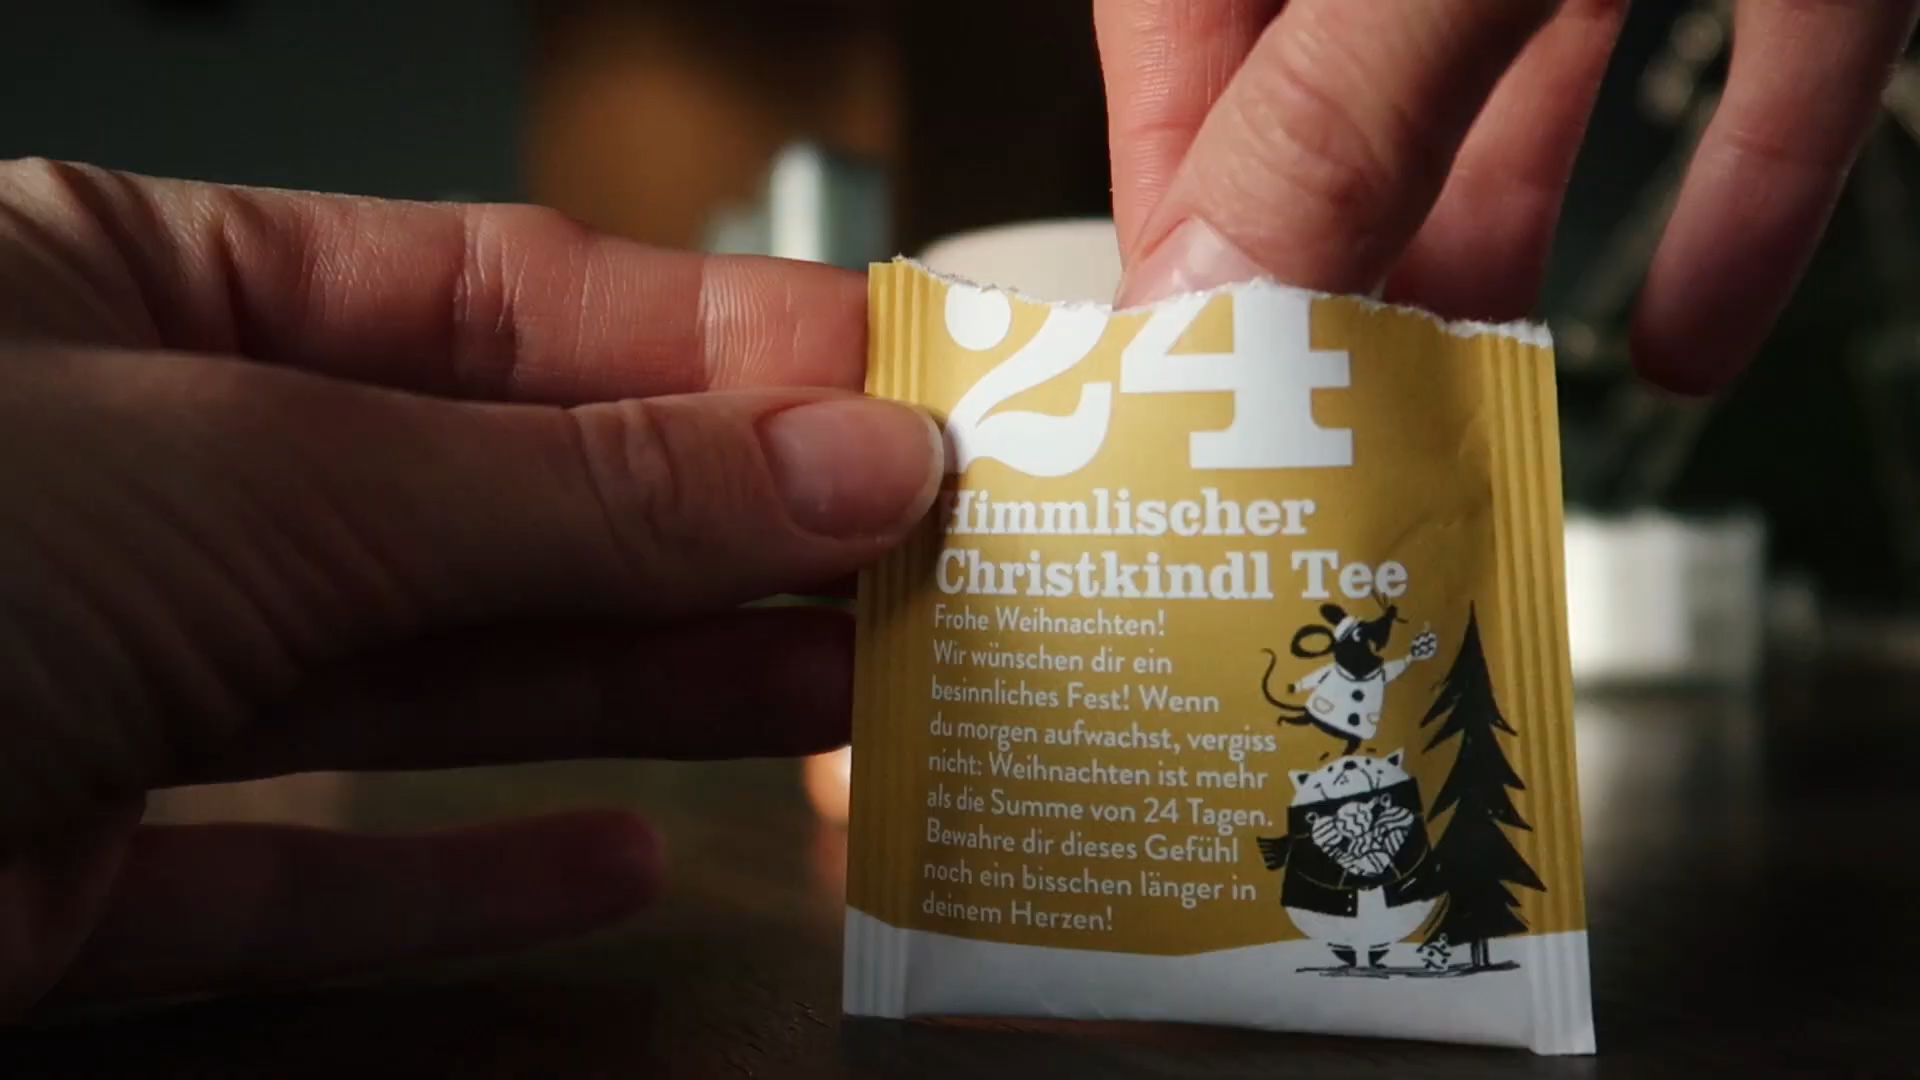 24
Himmlischer
Christkindl Tee
Frohe Weihnachten!
Wir wünschen dir ein
besinnliches Fest! Wenn
du morgen aufwachst, vergiss
nicht: Weihnachten ist mehr
als die Summe von 24 Tagen.
Bewahre dir dieses Gefühl
noch ein bisschen länger in
deinem Herzen!